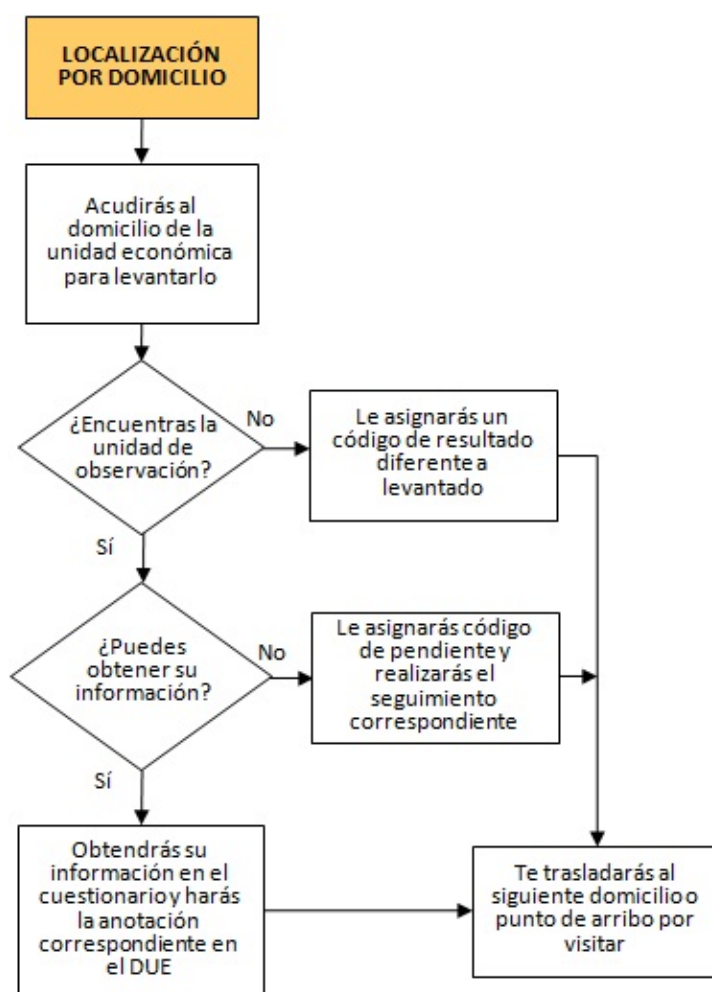 LOCALIZACIÓN
POR DOMICILIO
Acudirás al
domicilio de la
unidad económica
para levantarlo
¿Encuentras la
unidad de
observación?
No
Le asignarás un
código de resultado
diferente a
levantado
Sí
¿Puedes
obtener su
información?
No
Le asignarás código
de pendiente y
realizarás el
seguimiento
correspondiente
Sí
Obtendrás su
información en el
cuestionario y harás
la anotación
correspondiente en
el DUE
Te trasladarás al
siguiente domicilio o
punto de arribo por
visitar